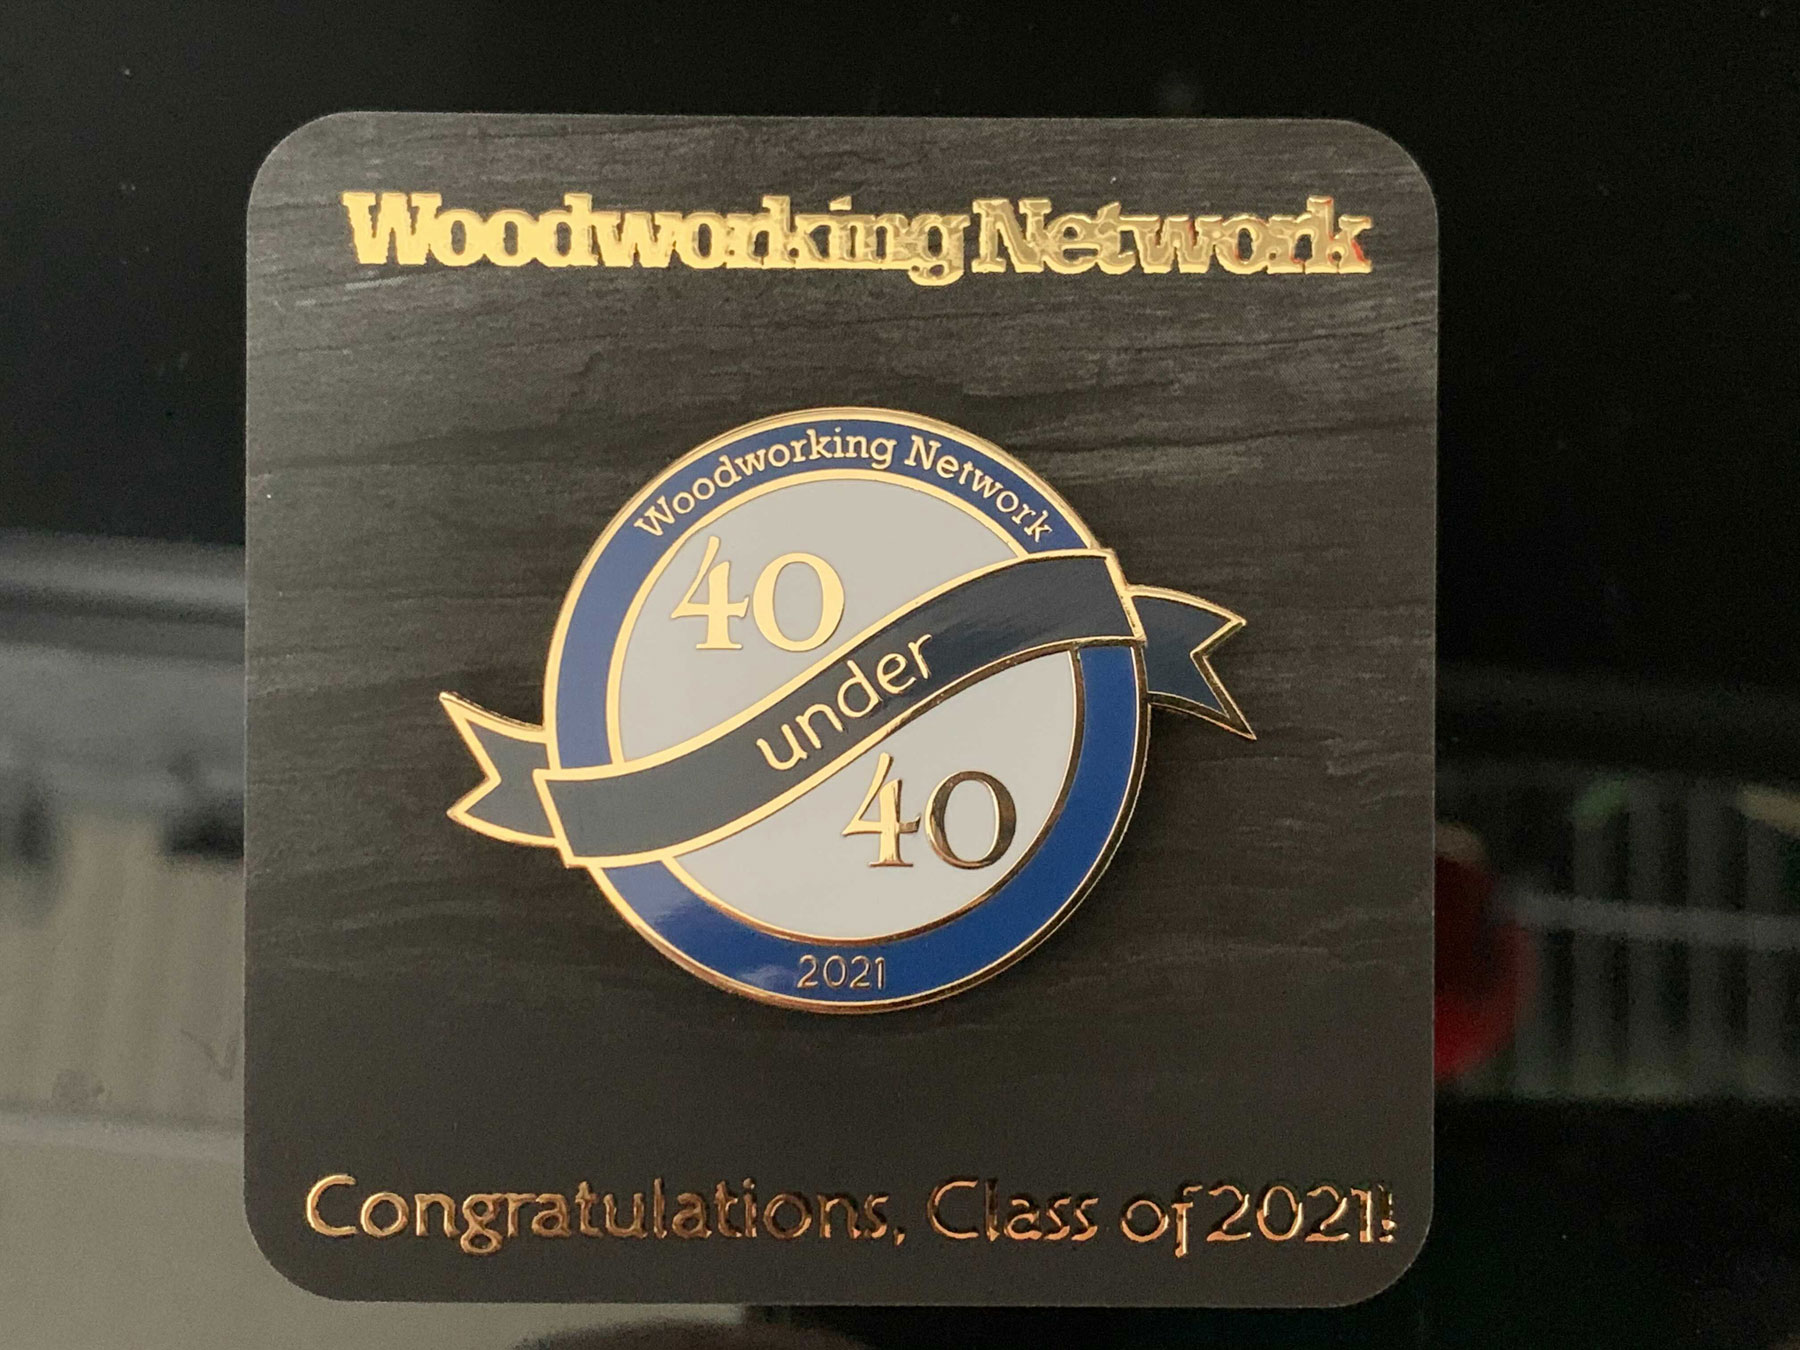 Woodworking Network
Woodworking Network
40
under
40
2021
Congratulations, Class of 2021!